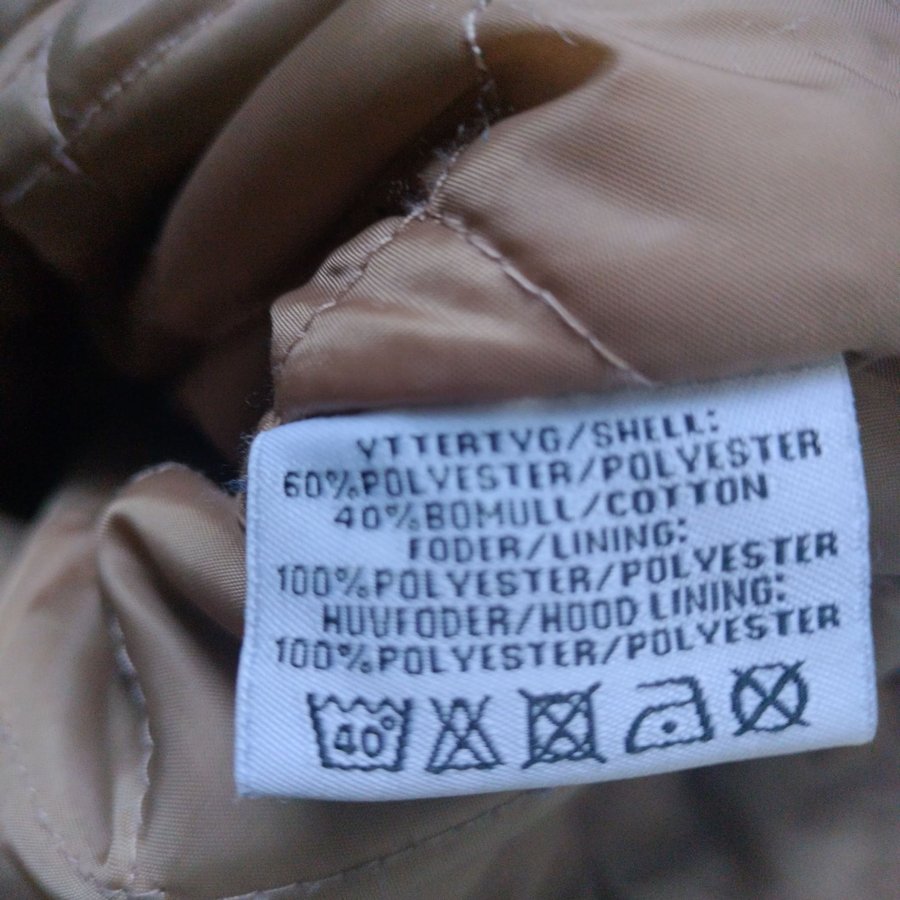 YTTERTYG/SHELL:
60%POLYESTER/POLYESTER
40%BOMULL/COTTON
FODER/LINING:
100%POLYESTER/POLYESTER
HUVFODER/HOOD LINING:
100%POLYESTER/POLYESTER
40°